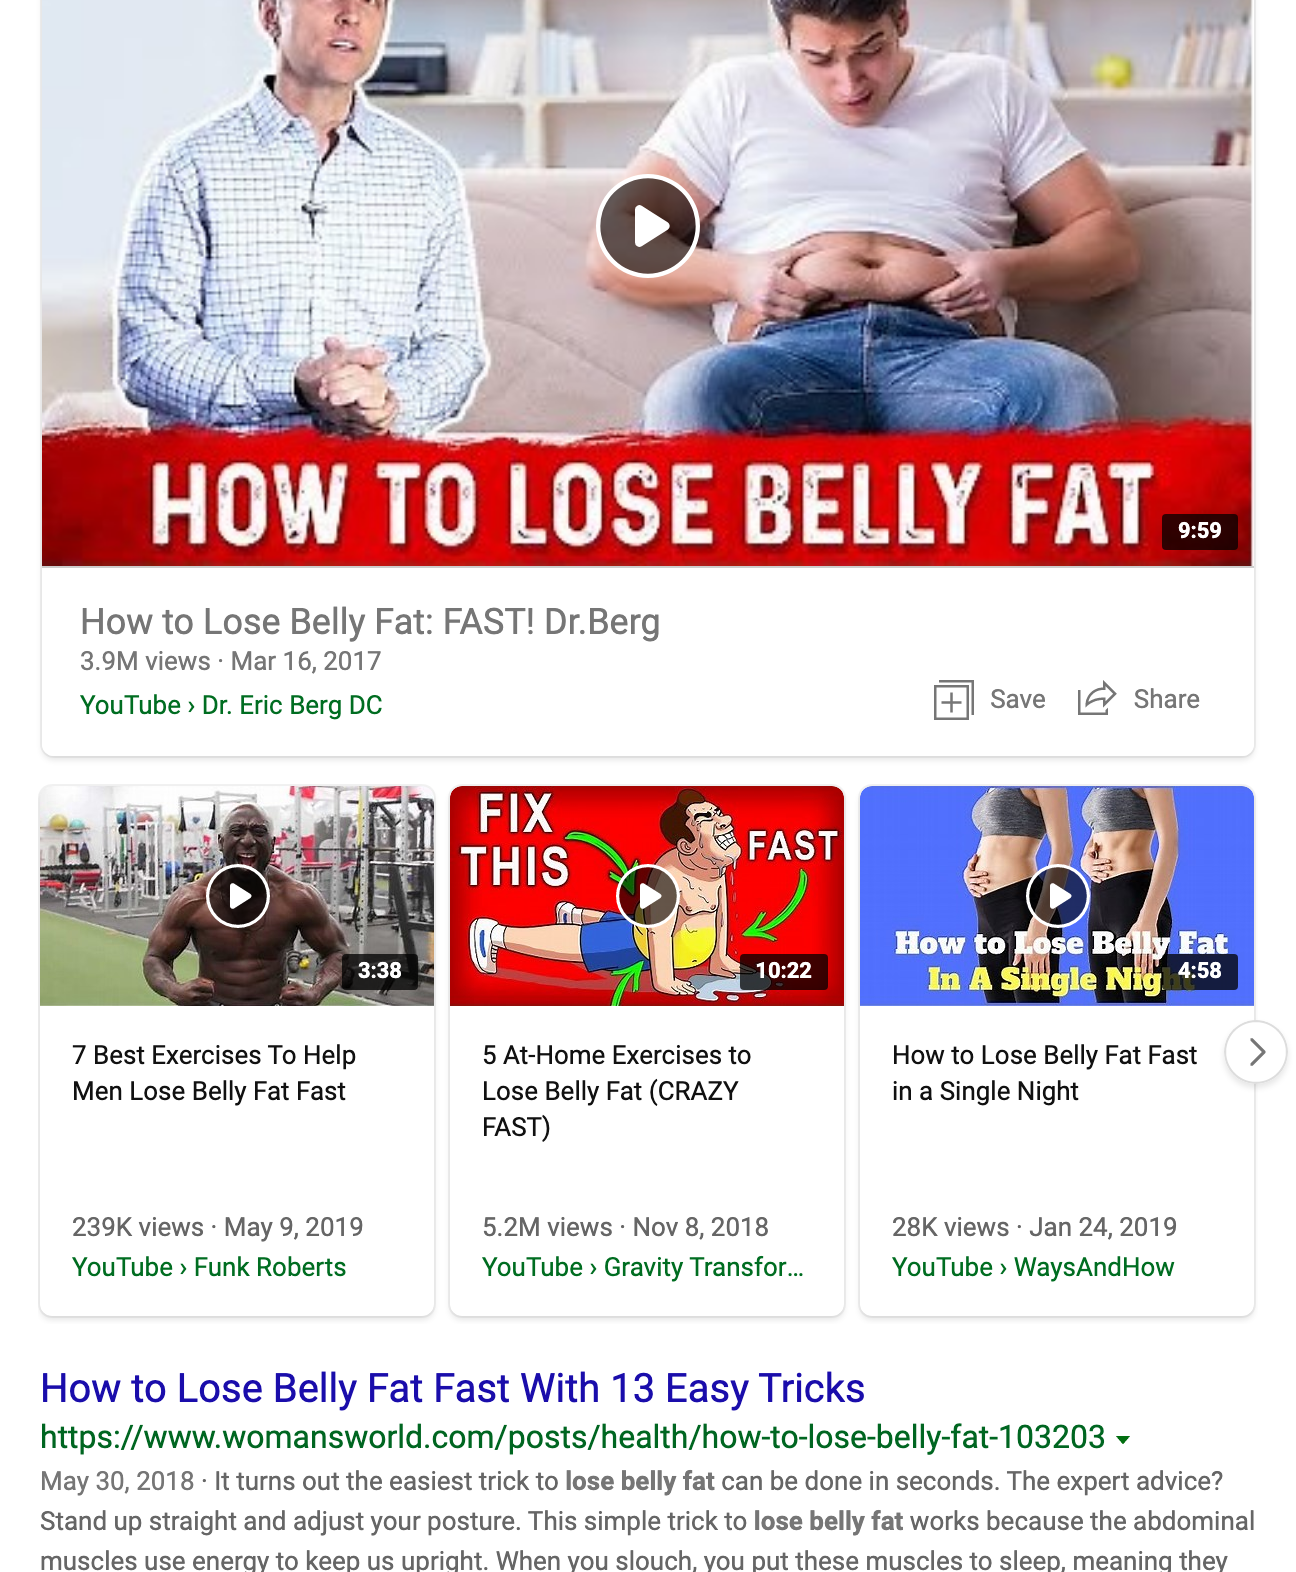 HOW TO LOSE BELLY FAT
9:59
How to Lose Belly Fat: FAST! Dr.Berg
3.9M views · Mar 16, 2017
YouTube › Dr. Eric Berg DC
Save
Share
3:38
7 Best Exercises To Help
Men Lose Belly Fat Fast
239K views · May 9, 2019
YouTube › Funk Roberts
FIX
THIS
FAST
10:22
5 At-Home Exercises to
Lose Belly Fat (CRAZY
FAST)
5.2M views · Nov 8, 2018
YouTube › Gravity Transfor...
How to Lose Belly Fat
In A Single Night
4:58
How to Lose Belly Fat Fast
in a Single Night
28K views · Jan 24, 2019
YouTube › WaysAndHow
How to Lose Belly Fat Fast With 13 Easy Tricks
https://www.womansworld.com/posts/health/how-to-lose-belly-fat-103203
May 30, 2018 · It turns out the easiest trick to lose belly fat can be done in seconds. The expert advice?
Stand up straight and adjust your posture. This simple trick to lose belly fat works because the abdominal
muscles use energy to keep us upright. When you slouch, you put these muscles to sleep, meaning they